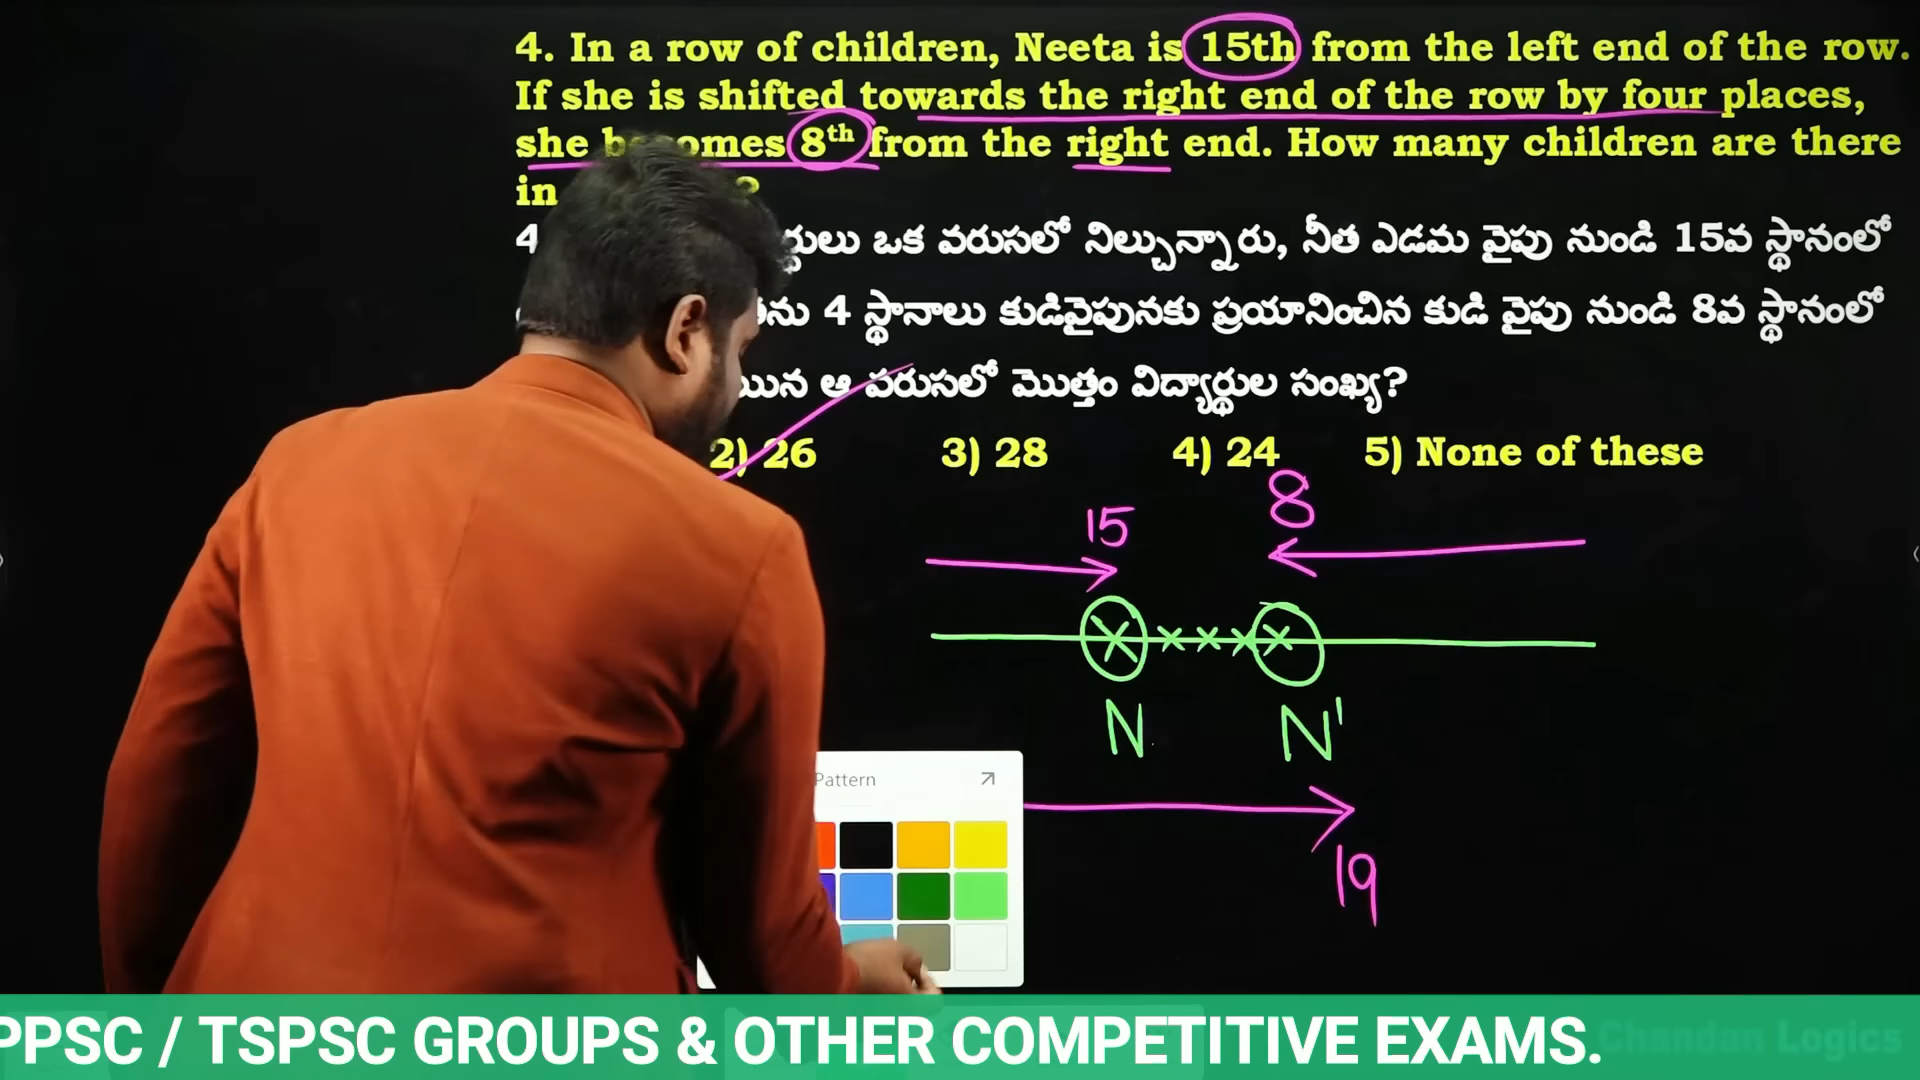 4. In a row of children, Neeta is 15th from the left end of the row.
If she is shifted towards the right end of the row by four places,
she becomes 8th from the right end. How many children are there
in ?
4 ఒక వరుసలో నిల్చున్నారు, నీత ఎడమ వైపు నుండి 15వ స్థానంలో
4 స్థానాలు కుడివైపునకు ప్రయానించిన కుడి వైపు నుండి 8వ స్థానంలో
ఆ వరుసలో మొత్తం విద్యార్థుల సంఖ్య?
2) 26 3) 28 4) 24 5) None of these
15 8
N N'
Pattern
19
PPSC / TSPSC GROUPS & OTHER COMPETITIVE EXAMS.
Chandan Logics